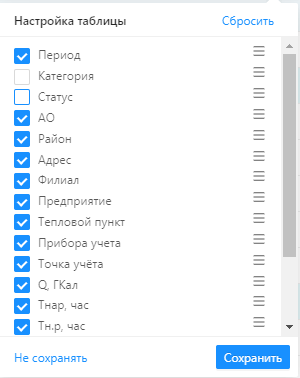 Настройка таблицы Сбросить
Период
Категория
Статус
АО
Район
Адрес
Филиал
Предприятие
Тепловой пункт
Прибора учета
Точка учёта
Q, ГКал
Tнар, час
Тн.р, час
Не сохранять Сохранить